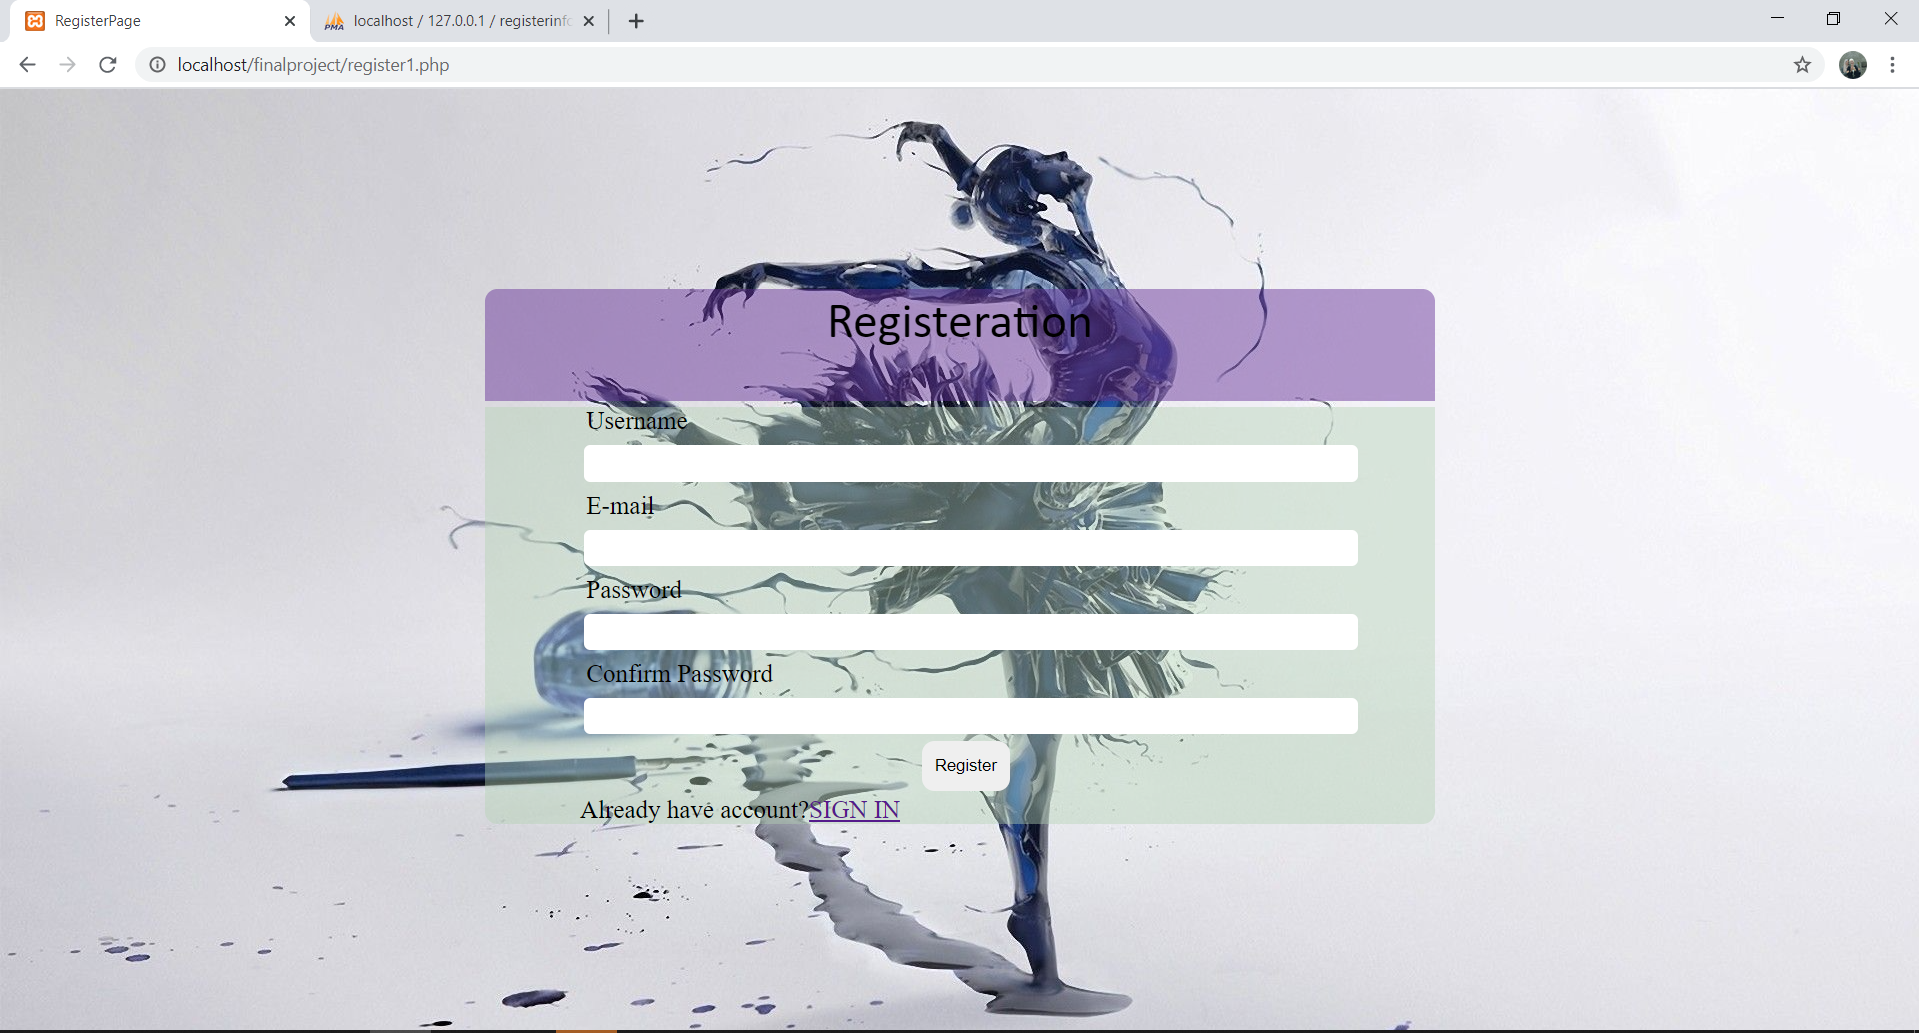 RegisterPage
PMA localhost / 127.0.0.1 / registerinfo
localhost/finalproject/register1.php
Registeration
Username
E-mail
Password
Confirm Password
Register
Already have account?SIGN IN